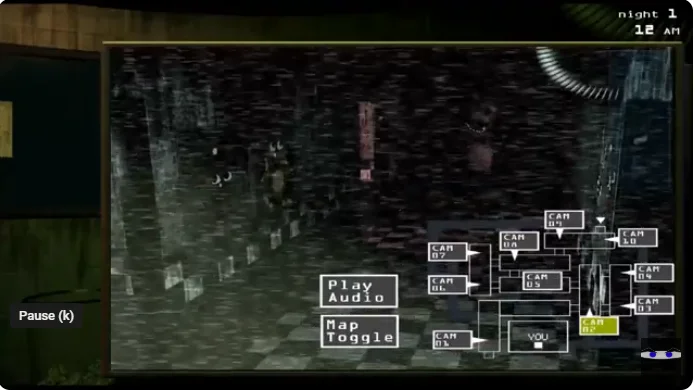 night 1
12 AM
CAM 09
CAM 10
CAM 08
CAM 07
CAM 04
CAM 05
CAM 06
Play
Audio
CAM 03
Pause (k)
CAM 02
Map
Toggle
CAM 01
YOU